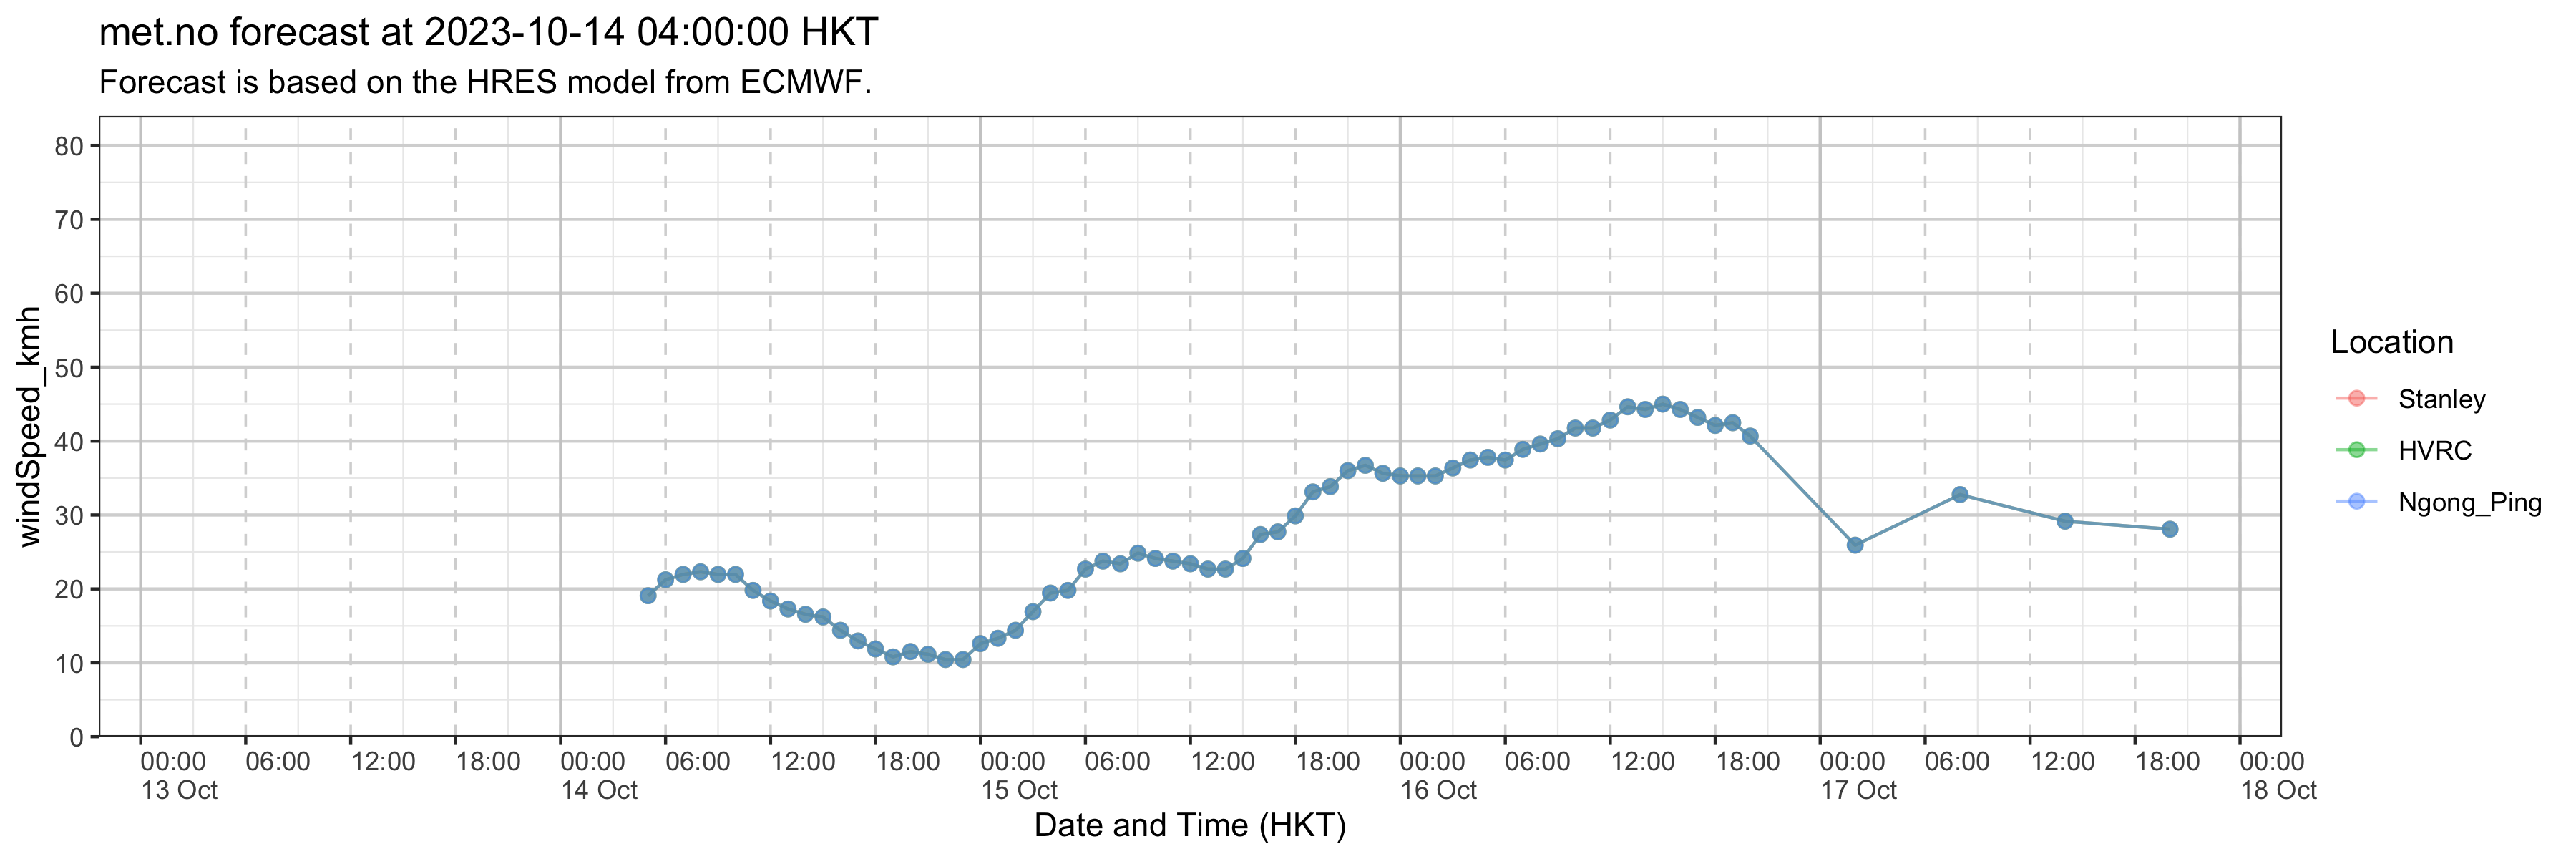 met.no forecast at 2023-10-14 04:00:00 HKT
Forecast is based on the HRES model from ECMWF.
windSpeed_kmh
80
70
60
50
40
30
20
10
0
00:00 06:00 12:00 18:00 00:00 06:00 12:00 18:00 00:00 06:00 12:00 18:00 00:00 06:00 12:00 18:00 00:00 06:00 12:00 18:00 00:00
13 Oct 14 Oct 15 Oct 16 Oct 17 Oct 18 Oct
Date and Time (HKT)
Location
Stanley
HVRC
Ngong_Ping